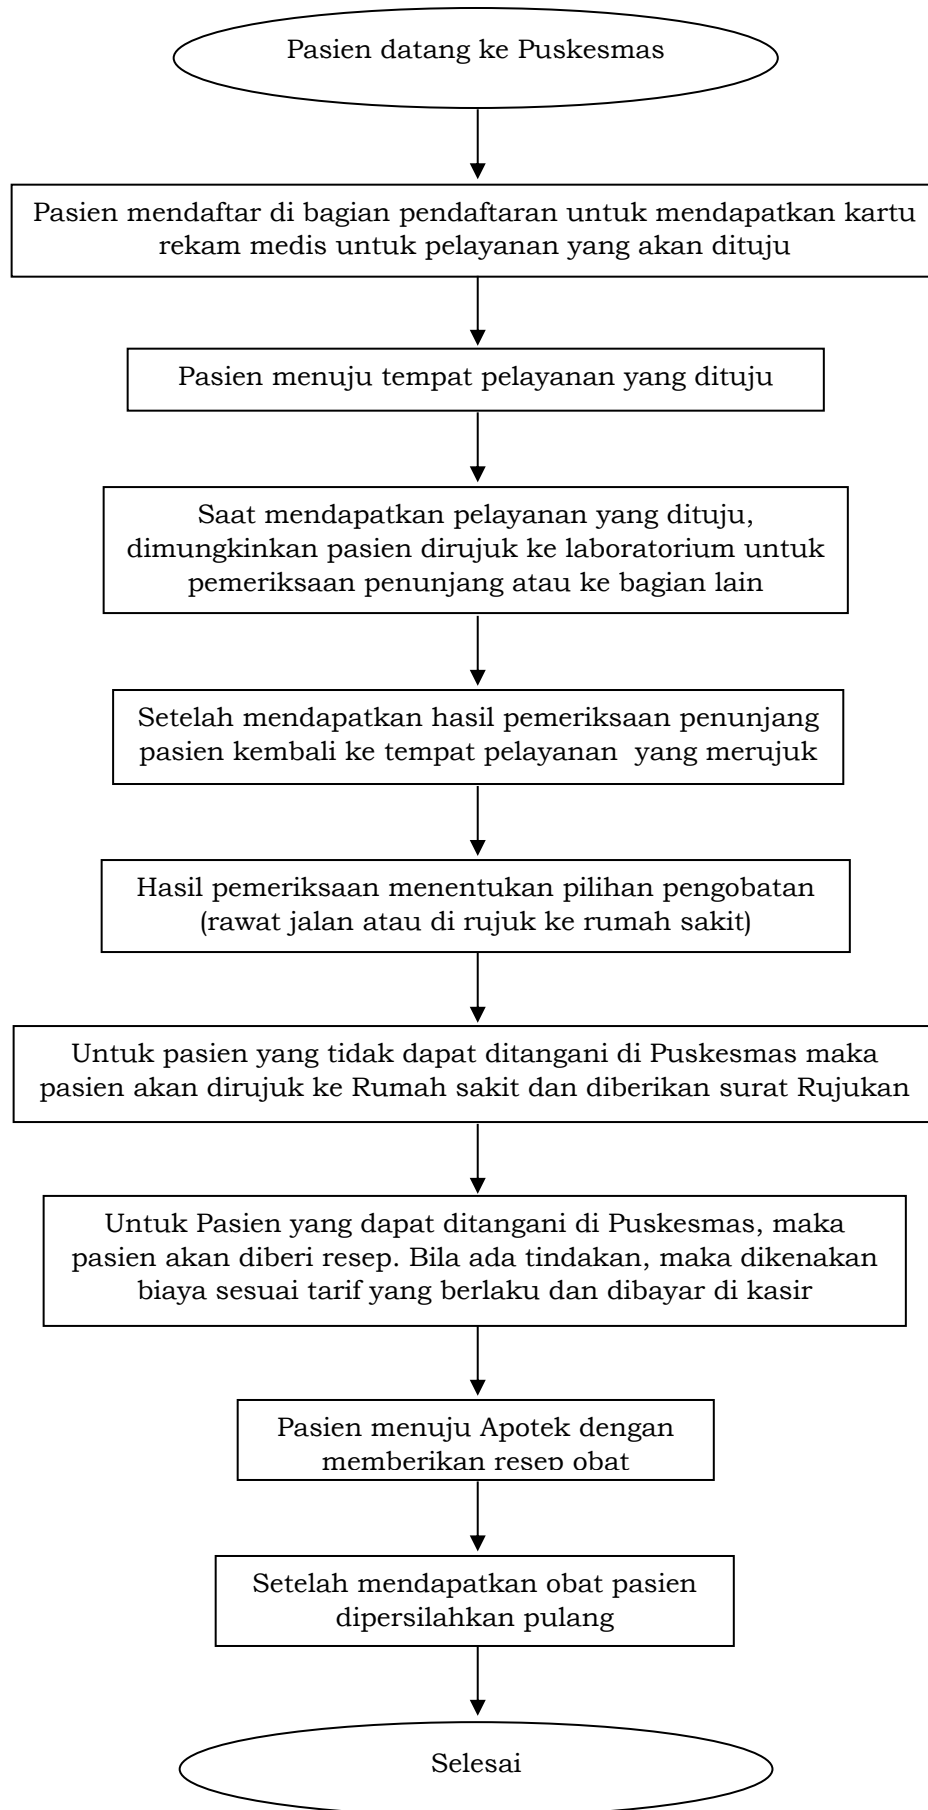 Pasien datang ke Puskesmas
Pasien mendaftar di bagian pendaftaran untuk mendapatkan kartu
rekam medis untuk pelayanan yang akan dituju
Pasien menuju tempat pelayanan yang dituju
Saat mendapatkan pelayanan yang dituju,
dimungkinkan pasien dirujuk ke laboratorium untuk
pemeriksaan penunjang atau ke bagian lain
Setelah mendapatkan hasil pemeriksaan penunjang
pasien kembali ke tempat pelayanan  yang merujuk
Hasil pemeriksaan menentukan pilihan pengobatan
(rawat jalan atau di rujuk ke rumah sakit)
Untuk pasien yang tidak dapat ditangani di Puskesmas maka
pasien akan dirujuk ke Rumah sakit dan diberikan surat Rujukan
Untuk Pasien yang dapat ditangani di Puskesmas, maka
pasien akan diberi resep. Bila ada tindakan, maka dikenakan
biaya sesuai tarif yang berlaku dan dibayar di kasir
Pasien menuju Apotek dengan
memberikan resep obat
Setelah mendapatkan obat pasien
dipersilahkan pulang
Selesai